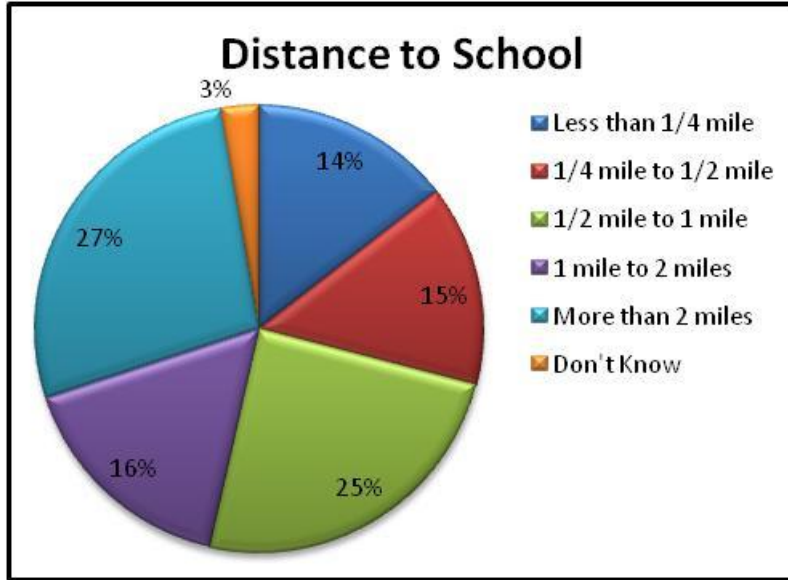 Distance to School
3%
14%
15%
25%
16%
27%
Less than 1/4 mile
1/4 mile to 1/2 mile
1/2 mile to 1 mile
1 mile to 2 miles
More than 2 miles
Don't Know